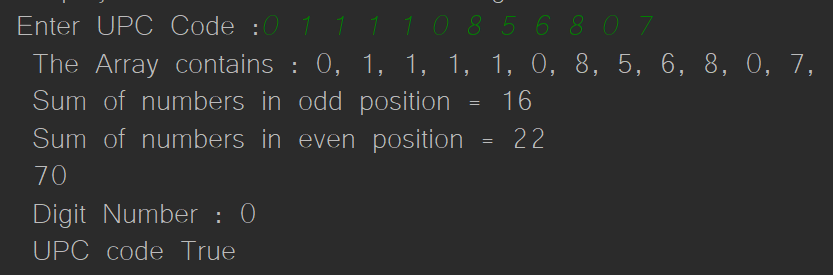 Enter UPC Code :0 1 1 1 1 0 8 5 6 8 0 7
The Array contains : 0, 1, 1, 1, 1, 0, 8, 5, 6, 8, 0, 7,
Sum of numbers in odd position = 16
Sum of numbers in even position = 22
70
Digit Number : 0
UPC code True